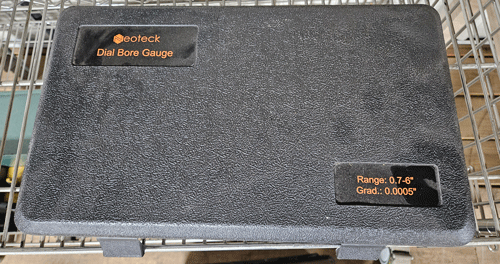 Neoteck
Dial Bore Gauge
Range: 0.7-6"
Grad.: 0.0005"